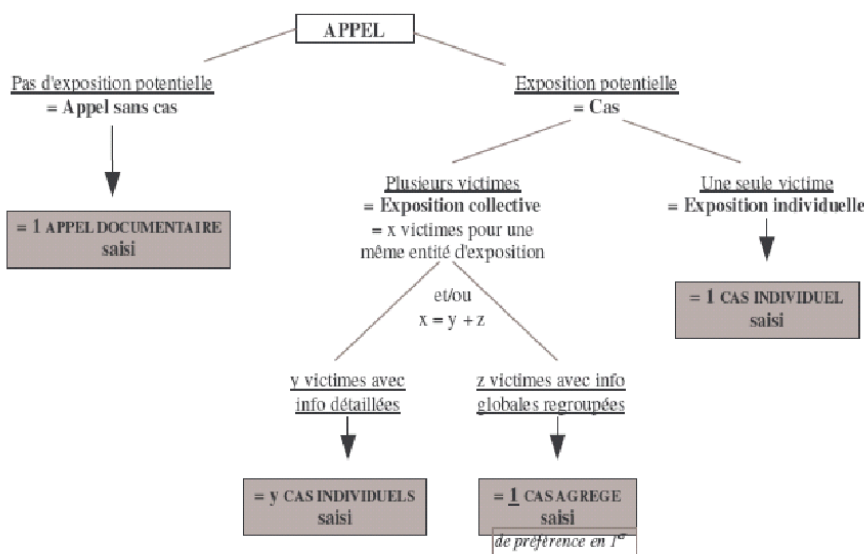 APPEL
Pas d'exposition potentielle
= Appel sans cas
Exposition potentielle
= Cas
Plusieurs victimes
= Exposition collective
= x victimes pour une
même entité d'exposition
Une seule victime
= Exposition individuelle
= 1 APPEL DOCUMENTAIRE
saisi
= 1 CAS INDIVIDUEL
saisi
et/ou
x = y + z
y victimes avec
info détaillées
z victimes avec info
globales regroupées
= y CAS INDIVIDUELS
saisi
= 1 CAS AGREGE
saisi
de préférence en 1er